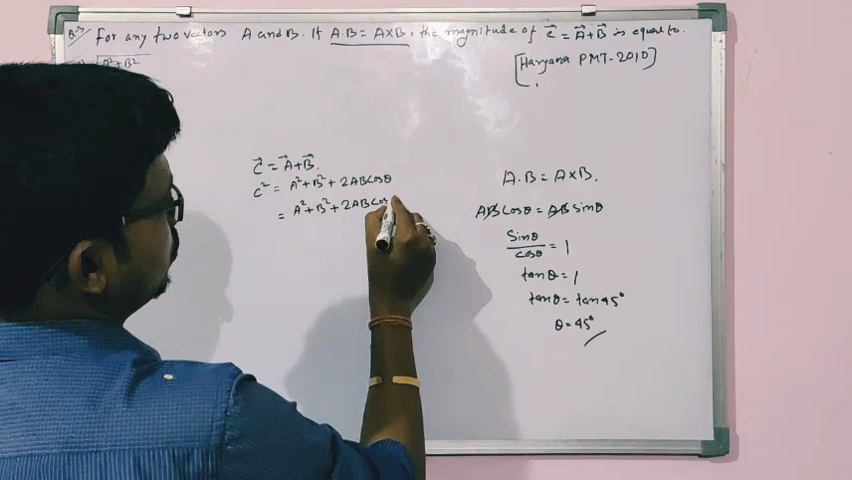 Q.7 For any two vectors A and B. If A.B = A×B, the magnitude of C⃗ = A⃗+B⃗ is equal to.
√A²+B²
[Haryana PMT-2010]
C⃗ = A⃗+B⃗.
C² = A²+B²+2ABCosθ
= A²+B²+2ABCos
A.B = A×B.
ABCosθ = ABSinθ
Sinθ/Cosθ = 1
tanθ = 1
tanθ = tan45°
θ = 45°